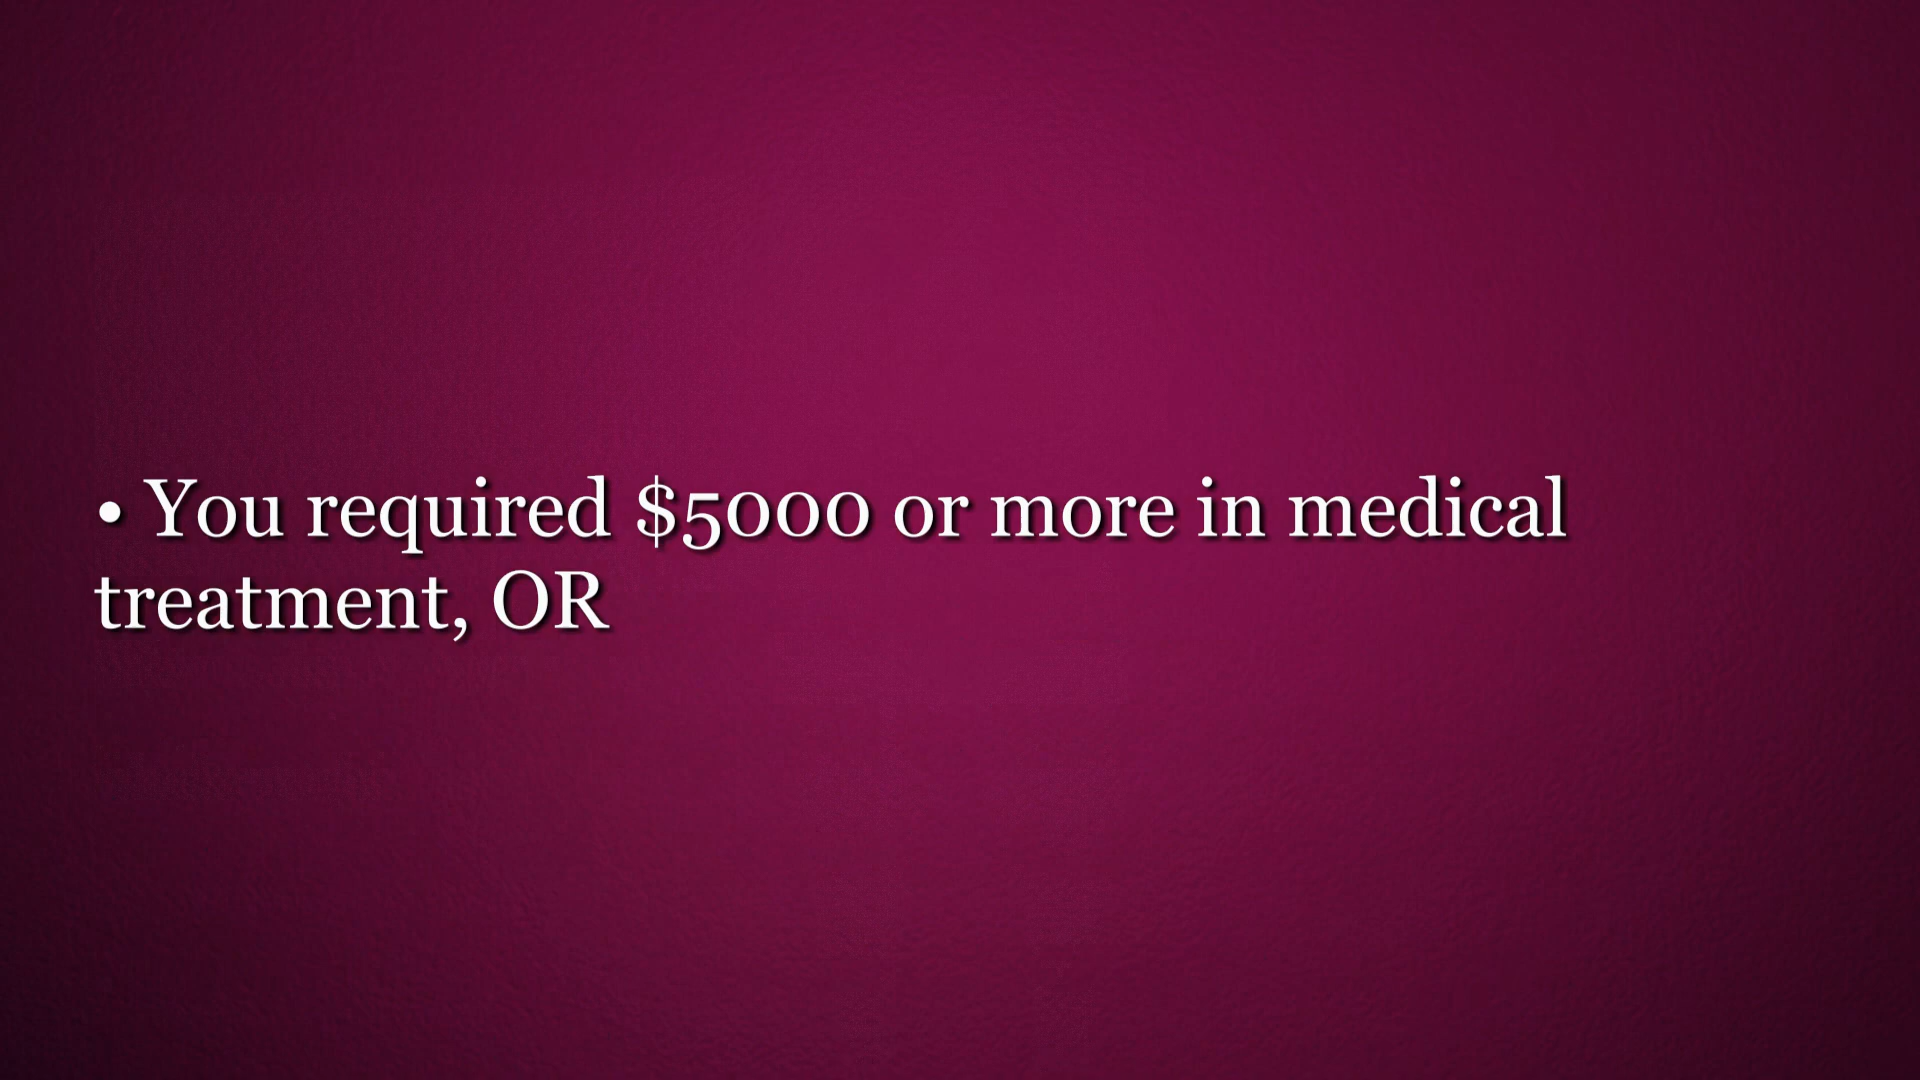 • You required $5000 or more in medical
treatment, OR